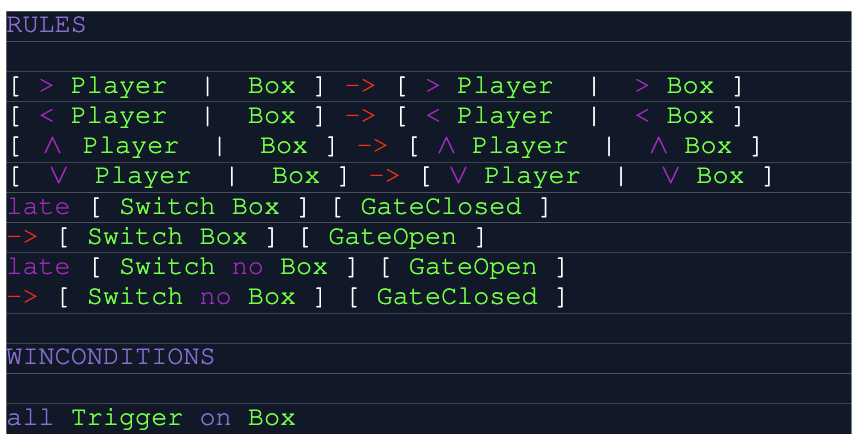 RULES
[ > Player | Box ] -> [ > Player | > Box ]
[ < Player | Box ] -> [ < Player | < Box ]
[ ^ Player | Box ] -> [ ^ Player | ^ Box ]
[ v Player | Box ] -> [ v Player | v Box ]
late [ Switch Box ] [ GateClosed ]
-> [ Switch Box ] [ GateOpen ]
late [ Switch no Box ] [ GateOpen ]
-> [ Switch no Box ] [ GateClosed ]
WINCONDITIONS
all Trigger on Box